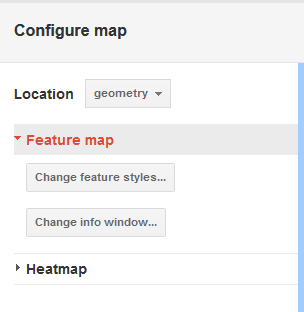 Configure map
Location geometry
Feature map
Change feature styles...
Change info window...
Heatmap